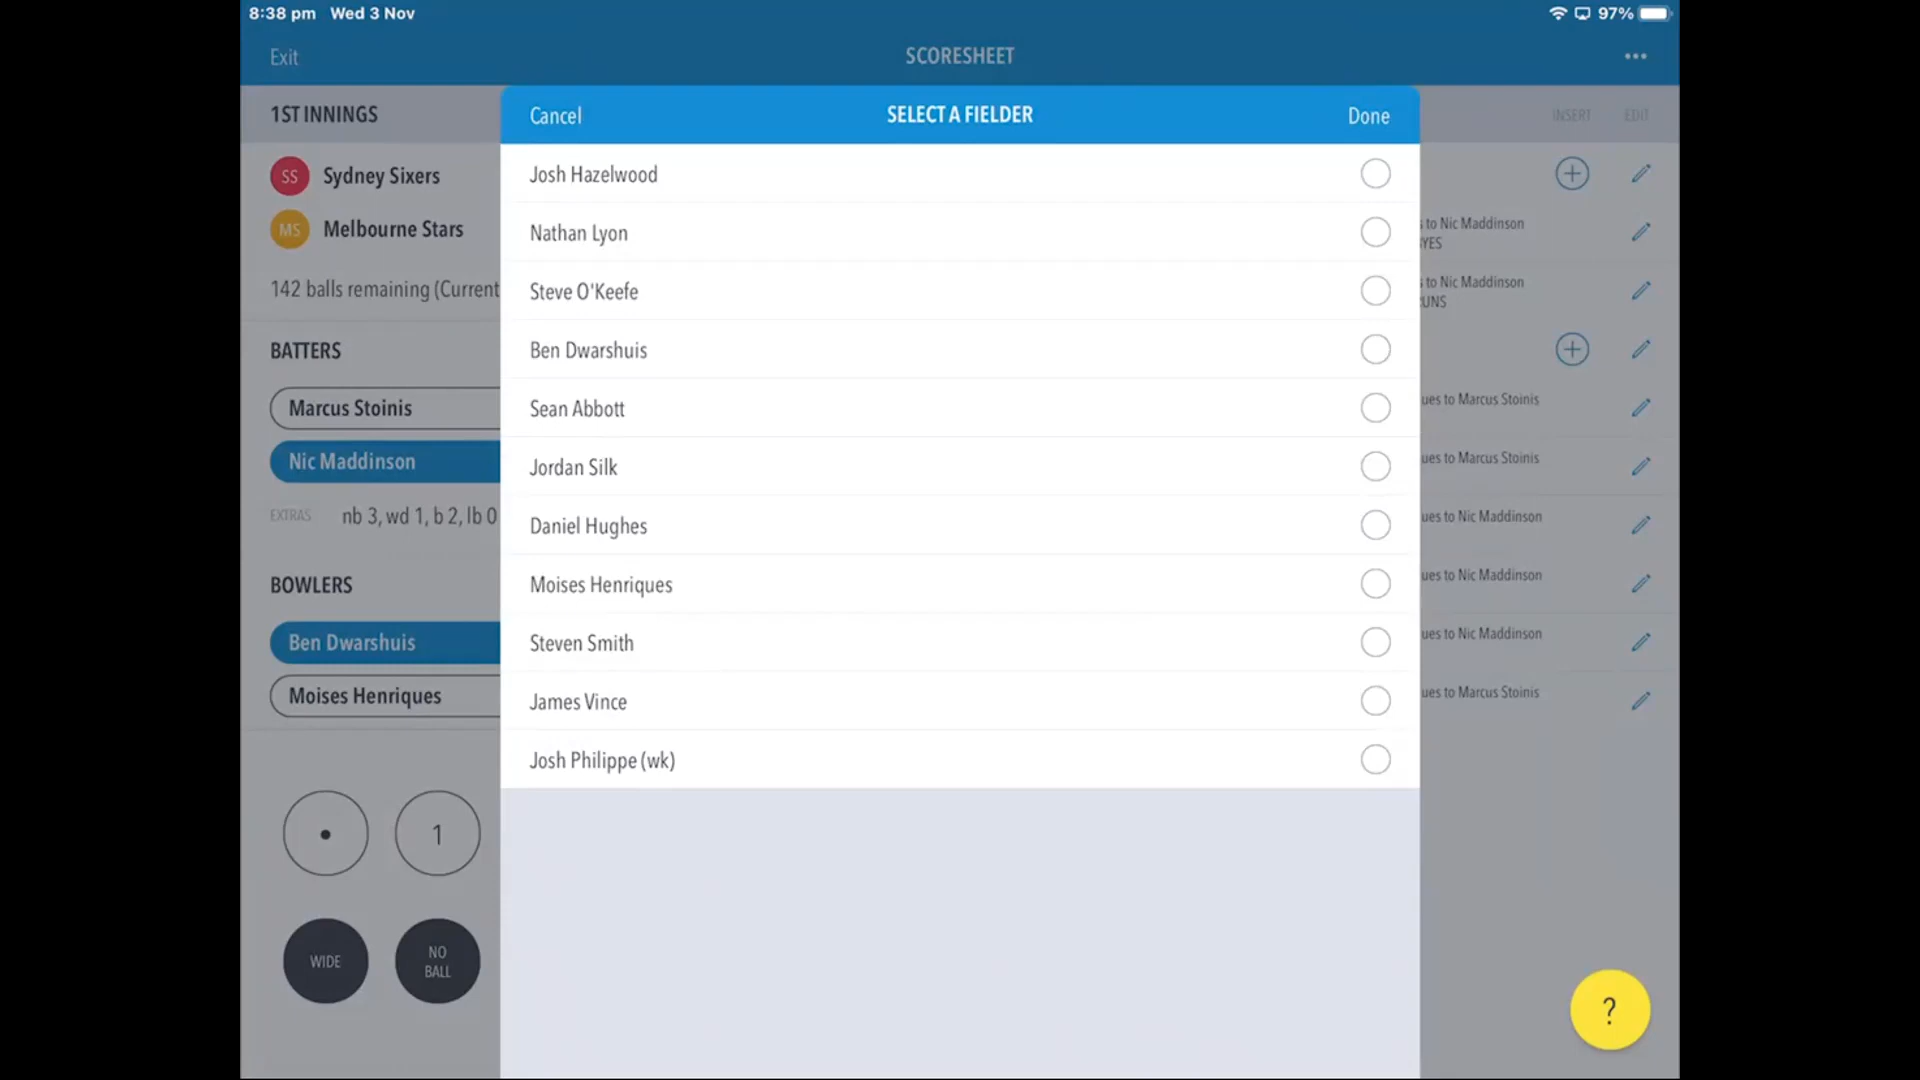 8:38 pm Wed 3 Nov
97%
Exit
SCORESHEET
1ST INNINGS
INSERT
EDIT
Cancel
SELECT A FIELDER
Done
SS
Sydney Sixers
MS
Melbourne Stars
142 balls remaining (Current
BATTERS
Marcus Stoinis
Nic Maddinson
EXTRAS
nb 3, wd 1, b 2, lb 0
BOWLERS
Ben Dwarshuis
Moises Henriques
1
WIDE
NO
BALL
Josh Hazelwood
Nathan Lyon
Steve O'Keefe
Ben Dwarshuis
Sean Abbott
Jordan Silk
Daniel Hughes
Moises Henriques
Steven Smith
James Vince
Josh Philippe (wk)
to Nic Maddinson
YES
to Nic Maddinson
UNS
ues to Marcus Stoinis
ues to Marcus Stoinis
ues to Nic Maddinson
ues to Nic Maddinson
ues to Nic Maddinson
ues to Marcus Stoinis
?